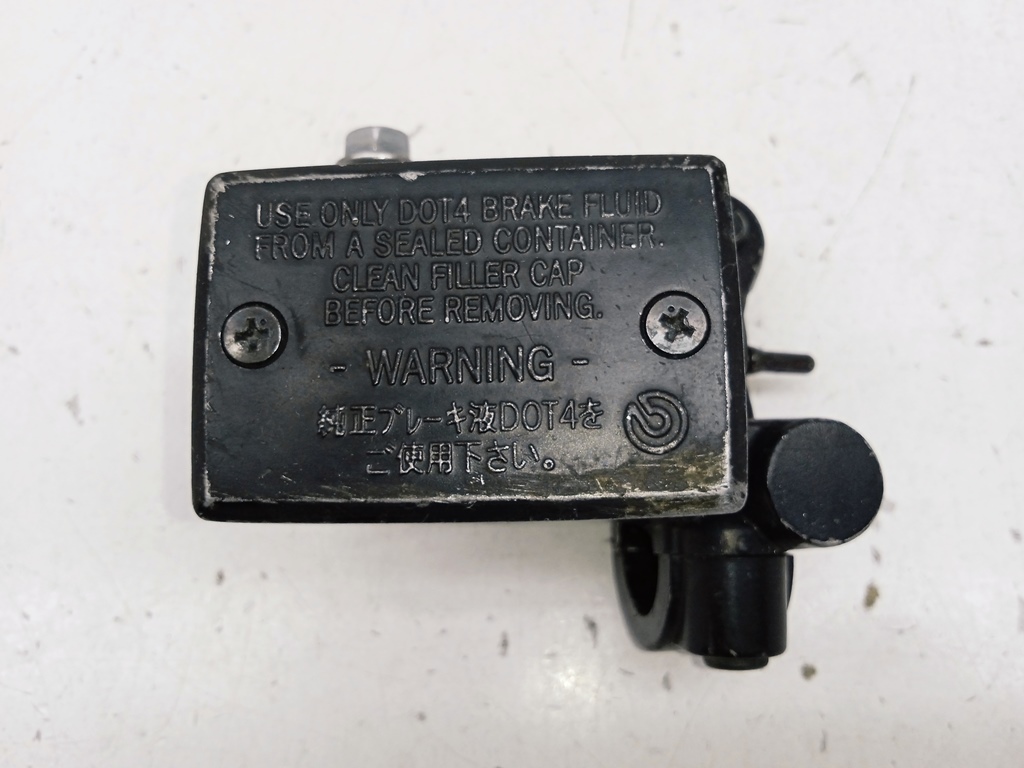 USE ONLY DOT4 BRAKE FLUID
FROM A SEALED CONTAINER.
CLEAN FILLER CAP
BEFORE REMOVING.
- WARNING -
純正ブレーキ液DOT4を
ご使用下さい。